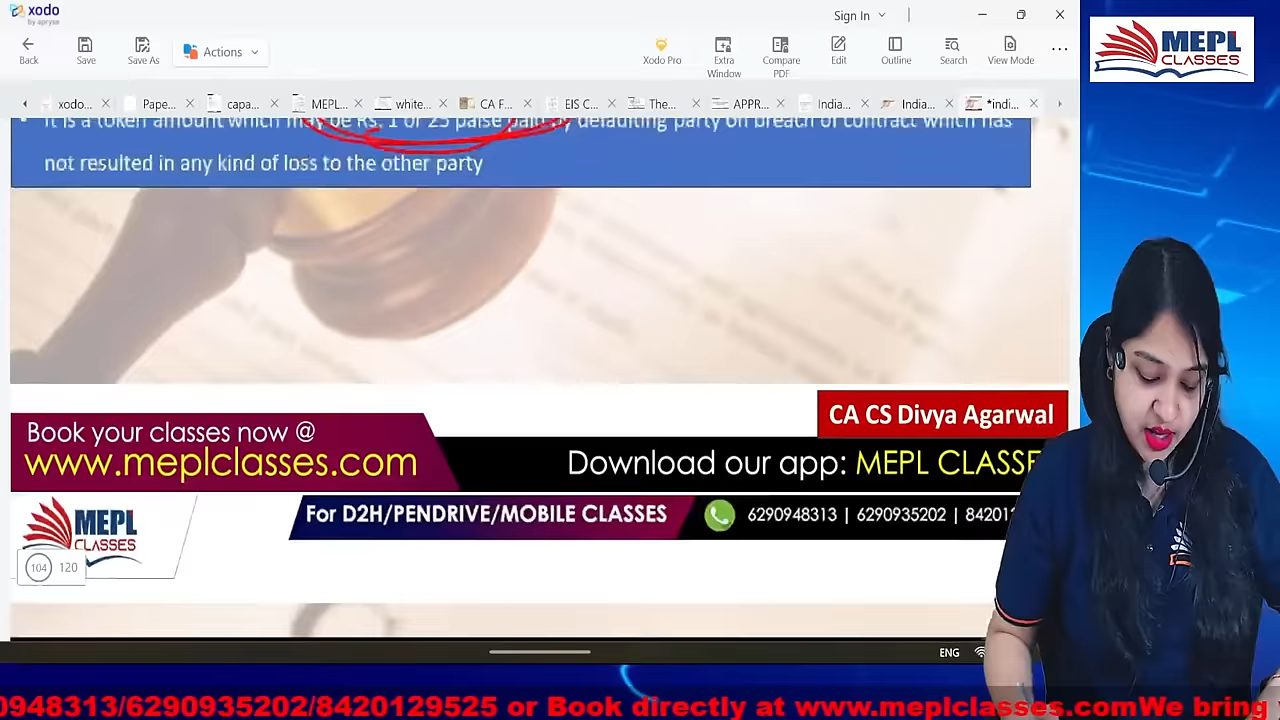 xodo
by apryse
Sign In
Back
Save
Save As
Actions
Xodo Pro
Extra Window
Compare PDF
Edit
Outline
Search
View Mode
xodo...
Pape...
capa...
MEPL...
white...
CA F...
EIS C...
The...
APPR...
India...
India...
*indi...
MEPL
CLASSES
It is a token amount which may be Rs. 1 or 25 paise paid by defaulting party on breach of contract which has
not resulted in any kind of loss to the other party
CA CS Divya Agarwal
Book your classes now @
www.meplclasses.com
Download our app: MEPL CLASSE
MEPL
CLASSES
For D2H/PENDRIVE/MOBILE CLASSES
6290948313 | 6290935202 | 84201
104 120
ENG
0948313/6290935202/8420129525 or Book directly at www.meplclasses.comWe bring